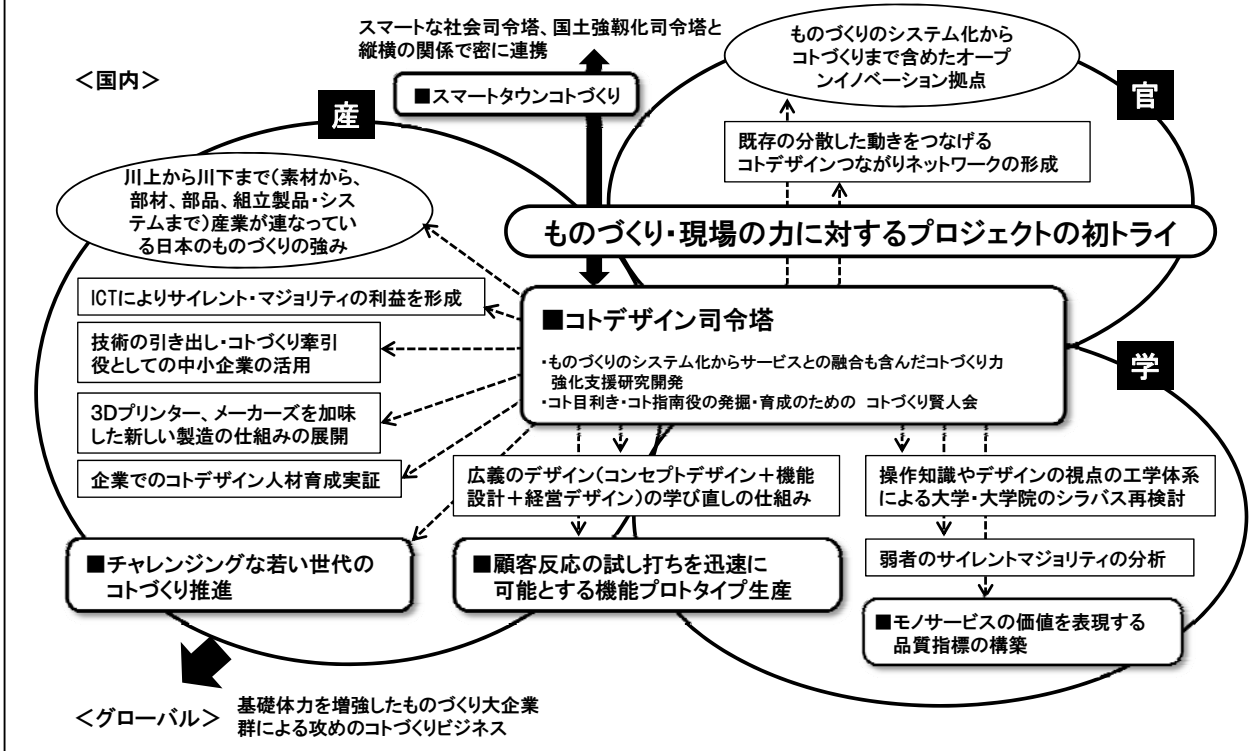 スマートな社会司令塔、国土強靱化司令塔と
縦横の関係で密に連携
<国内>
■スマートタウンコトづくり
産
官
ものづくりのシステム化から
コトづくりまで含めたオープ
ンイノベーション拠点
既存の分散した動きをつなげる
コトデザインつながりネットワークの形成
川上から川下まで(素材から、
部材、部品、組立製品・シス
テムまで)産業が連なってい
る日本のものづくりの強み
ものづくり・現場の力に対するプロジェクトの初トライ
ICTによりサイレント・マジョリティの利益を形成
技術の引き出し・コトづくり牽引
役としての中小企業の活用
3Dプリンター、メーカーズを加味
した新しい製造の仕組みの展開
企業でのコトデザイン人材育成実証
■コトデザイン司令塔
・ものづくりのシステム化からサービスとの融合も含んだコトづくり力
強化支援研究開発
・コト目利き・コト指南役の発掘・育成のための コトづくり賢人会
学
広義のデザイン(コンセプトデザイン+機能
設計+経営デザイン)の学び直しの仕組み
操作知識やデザインの視点の工学体系
による大学・大学院のシラバス再検討
■チャレンジングな若い世代の
コトづくり推進
■顧客反応の試し打ちを迅速に
可能とする機能プロトタイプ生産
弱者のサイレントマジョリティの分析
■モノサービスの価値を表現する
品質指標の構築
<グローバル>
基礎体力を増強したものづくり大企業
群による攻めのコトづくりビジネス